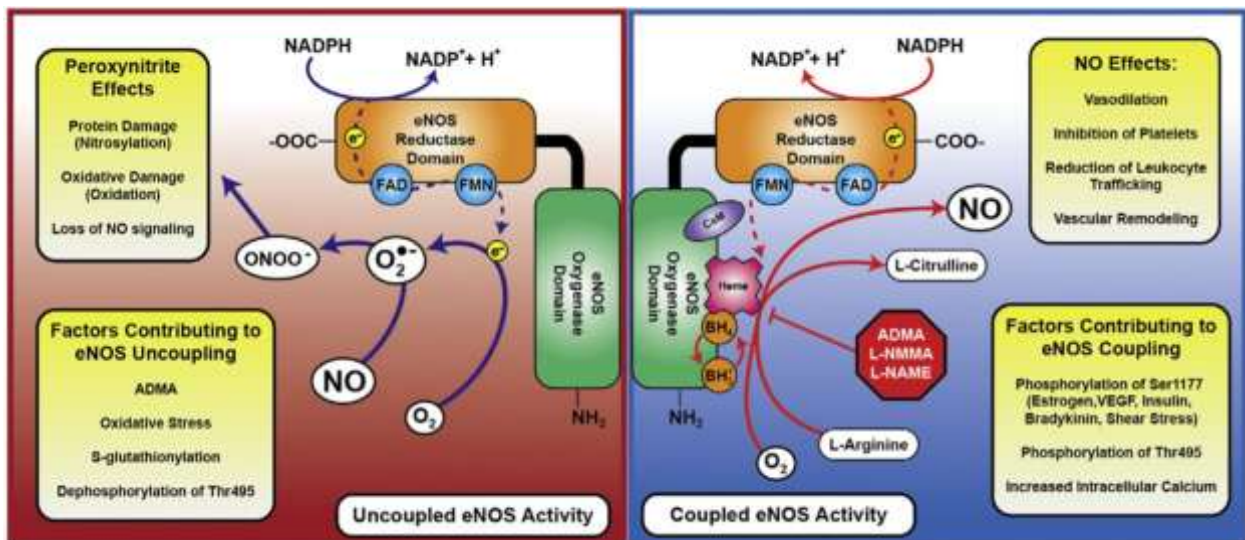 Peroxynitrite
Effects
Protein Damage
(Nitrosylation)
Oxidative Damage
(Oxidation)
Loss of NO signaling
Factors Contributing to
eNOS Uncoupling
ADMA
Oxidative Stress
S-glutathionylation
Dephosphorylation of Thr495
NADPH
NADP⁺+ H⁺
-OOC
e⁻
eNOS
Reductase
Domain
FAD
FMN
e⁻
ONOO⁻
O₂•⁻
NO
O₂
eNOS
Oxygenase
Domain
NH₂
Uncoupled eNOS Activity
NADP⁺+ H⁺
NADPH
eNOS
Reductase
Domain
e⁻
COO-
FMN
FAD
CaM
eNOS
Oxygenase
Domain
Heme
BH₄
NH₂
NO
L-Citrulline
ADMA
L-NMMA
L-NAME
L-Arginine
O₂
Coupled eNOS Activity
NO Effects:
Vasodilation
Inhibition of Platelets
Reduction of Leukocyte
Trafficking
Vascular Remodeling
Factors Contributing to
eNOS Coupling
Phosphorylation of Ser1177
(Estrogen,VEGF, Insulin,
Bradykinin, Shear Stress)
Phosphorylation of Thr495
Increased Intracellular Calcium